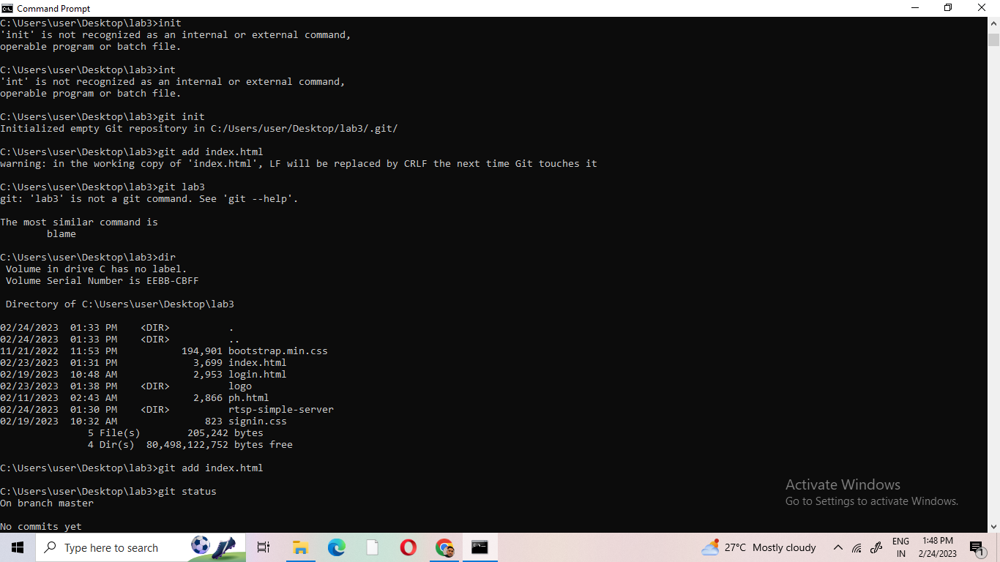 Command Prompt
C:\Users\user\Desktop\lab3>init
'init' is not recognized as an internal or external command,
operable program or batch file.
C:\Users\user\Desktop\lab3>int
'int' is not recognized as an internal or external command,
operable program or batch file.
C:\Users\user\Desktop\lab3>git init
Initialized empty Git repository in C:/Users/user/Desktop/lab3/.git/
C:\Users\user\Desktop\lab3>git add index.html
warning: in the working copy of 'index.html', LF will be replaced by CRLF the next time Git touches it
C:\Users\user\Desktop\lab3>git lab3
git: 'lab3' is not a git command. See 'git --help'.
The most similar command is
        blame
C:\Users\user\Desktop\lab3>dir
 Volume in drive C has no label.
 Volume Serial Number is EEBB-CBFF
 Directory of C:\Users\user\Desktop\lab3
02/24/2023  01:33 PM    <DIR>          .
02/24/2023  01:33 PM    <DIR>          ..
11/21/2022  11:53 PM           194,901 bootstrap.min.css
02/23/2023  01:31 PM             3,699 index.html
02/19/2023  10:48 AM             2,953 login.html
02/23/2023  01:38 PM    <DIR>          logo
02/11/2023  02:43 AM             2,866 ph.html
02/24/2023  01:30 PM    <DIR>          rtsp-simple-server
02/19/2023  10:32 AM               823 signin.css
               5 File(s)        205,242 bytes
               4 Dir(s)  80,498,122,752 bytes free
C:\Users\user\Desktop\lab3>git add index.html
C:\Users\user\Desktop\lab3>git status
On branch master
No commits yet
Activate Windows
Go to Settings to activate Windows.
Type here to search
27°C Mostly cloudy
ENG
IN
1:48 PM
2/24/2023
1